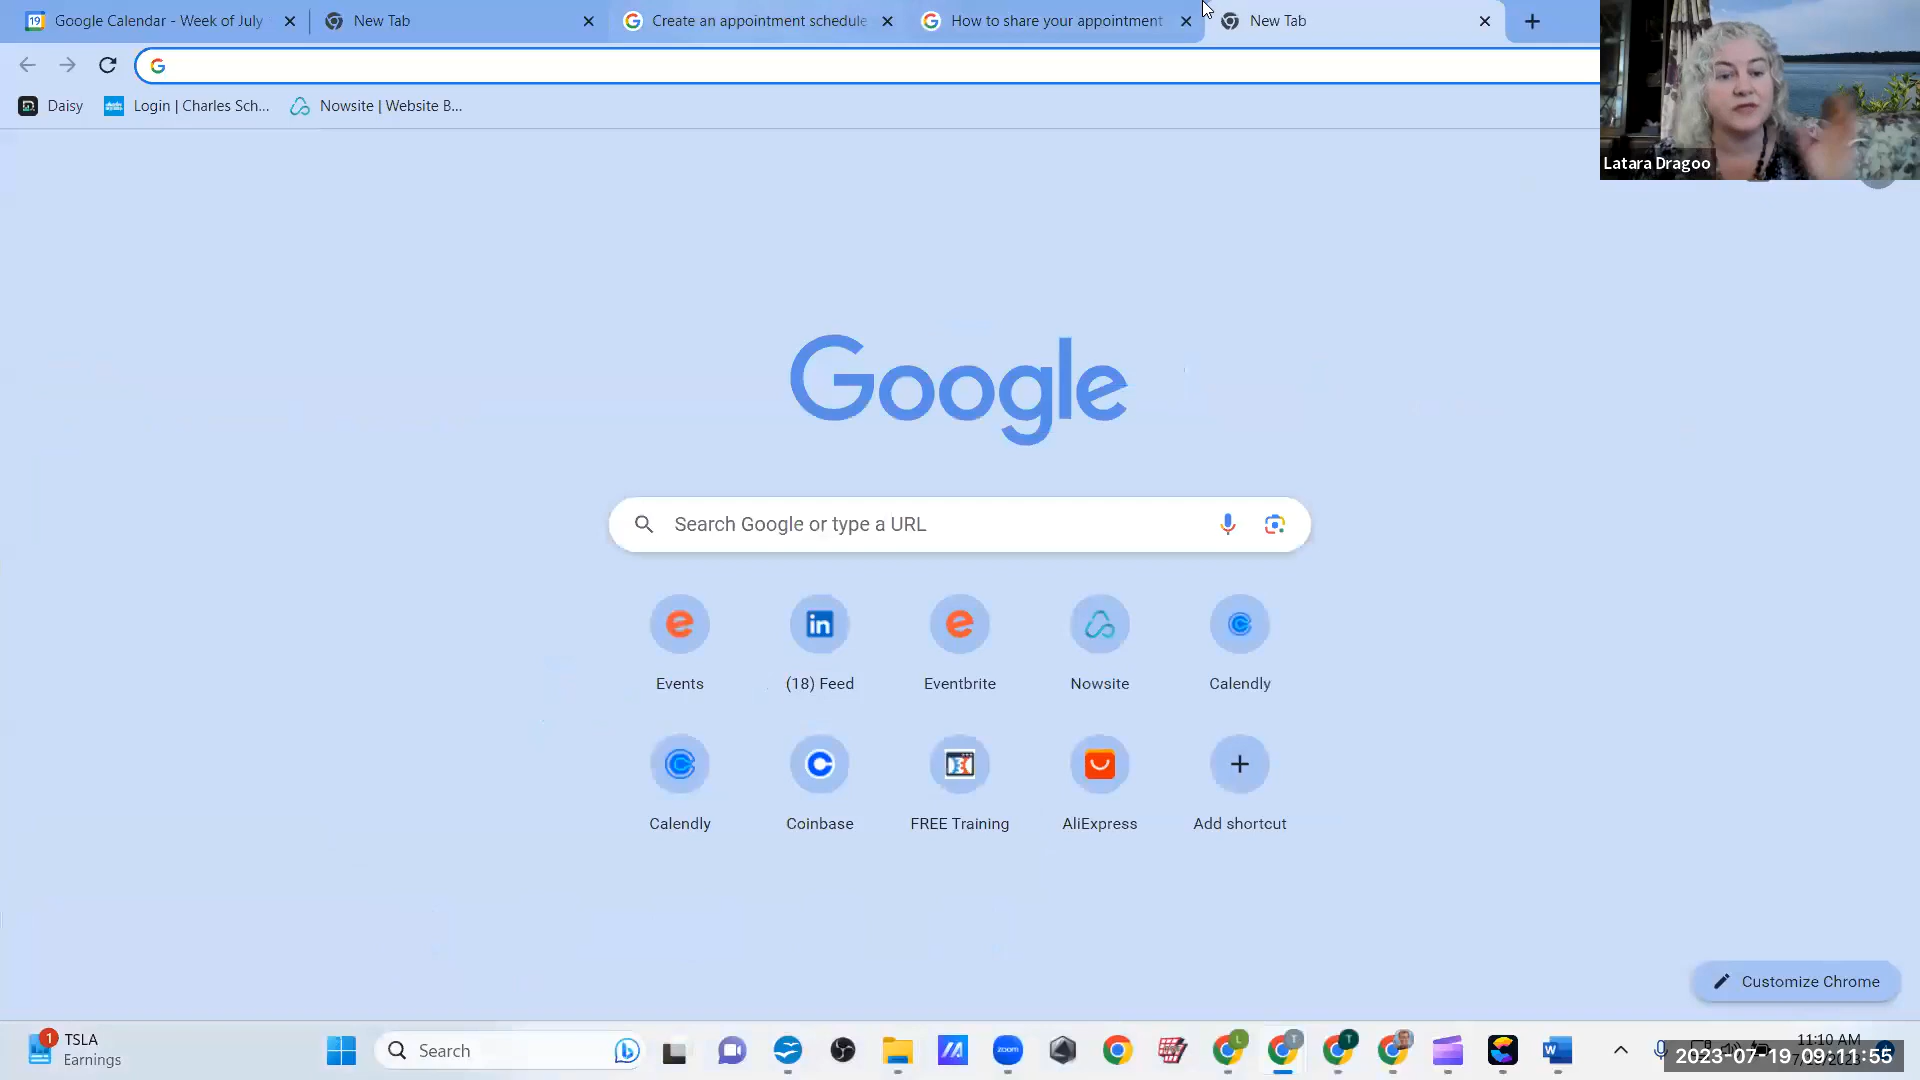 Google Calendar - Week of July
New Tab
Create an appointment schedule
How to share your appointment
New Tab
Daisy
Login | Charles Sch...
Nowsite | Website B...
Latara Dragoo
Google
Search Google or type a URL
Events
(18) Feed
Eventbrite
Nowsite
Calendly
Calendly
Coinbase
FREE Training
AliExpress
Add shortcut
Customize Chrome
1
TSLA
Earnings
Search
zoom
11:10 AM
2023-07-19 09:11:55